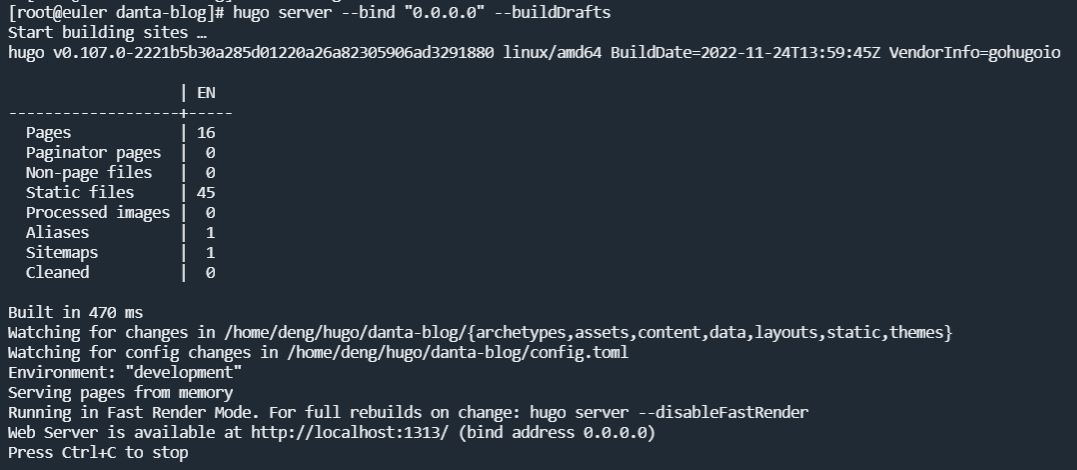 [root@euler danta-blog]# hugo server --bind "0.0.0.0" --buildDrafts
Start building sites …
hugo v0.107.0-2221b5b30a285d01220a26a82305906ad3291880 linux/amd64 BuildDate=2022-11-24T13:59:45Z VendorInfo=gohugoio
                   | EN
-------------------+-----
  Pages            | 16
  Paginator pages  |  0
  Non-page files   |  0
  Static files     | 45
  Processed images |  0
  Aliases          |  1
  Sitemaps         |  1
  Cleaned          |  0
Built in 470 ms
Watching for changes in /home/deng/hugo/danta-blog/{archetypes,assets,content,data,layouts,static,themes}
Watching for config changes in /home/deng/hugo/danta-blog/config.toml
Environment: "development"
Serving pages from memory
Running in Fast Render Mode. For full rebuilds on change: hugo server --disableFastRender
Web Server is available at http://localhost:1313/ (bind address 0.0.0.0)
Press Ctrl+C to stop